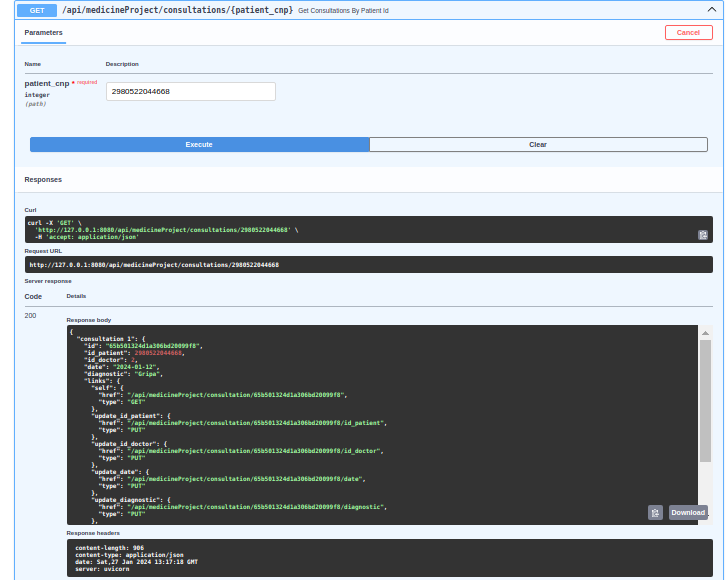 GET /api/medicineProject/consultations/{patient_cnp} Get Consultations By Patient Id
Parameters
Cancel
Name Description
patient_cnp * required
integer
(path)
2980522044668
Execute Clear
Responses
Curl
curl -X 'GET' \
'http://127.0.0.1:8080/api/medicineProject/consultations/2980522044668' \
-H 'accept: application/json'
Request URL
http://127.0.0.1:8080/api/medicineProject/consultations/2980522044668
Server response
Code Details
200
Response body
{
"consultation 1": {
"id": "65b501324d1a306bd20099f8",
"id_patient": 2980522044668,
"id_doctor": 2,
"date": "2024-01-12",
"diagnostic": "Gripa",
"links": {
"self": {
"href": "/api/medicineProject/consultation/65b501324d1a306bd20099f8",
"type": "GET"
},
"update_id_patient": {
"href": "/api/medicineProject/consultation/65b501324d1a306bd20099f8/id_patient",
"type": "PUT"
},
"update_id_doctor": {
"href": "/api/medicineProject/consultation/65b501324d1a306bd20099f8/id_doctor",
"type": "PUT"
},
"update_date": {
"href": "/api/medicineProject/consultation/65b501324d1a306bd20099f8/date",
"type": "PUT"
},
"update_diagnostic": {
"href": "/api/medicineProject/consultation/65b501324d1a306bd20099f8/diagnostic",
"type": "PUT"
},
Download
Response headers
content-length: 906
content-type: application/json
date: Sat,27 Jan 2024 13:17:18 GMT
server: uvicorn